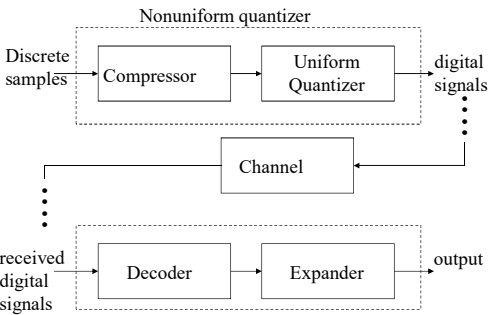 Nonuniform quantizer
Discrete
samples
Compressor
Uniform
Quantizer
digital
signals
Channel
received
digital
signals
Decoder
Expander
output